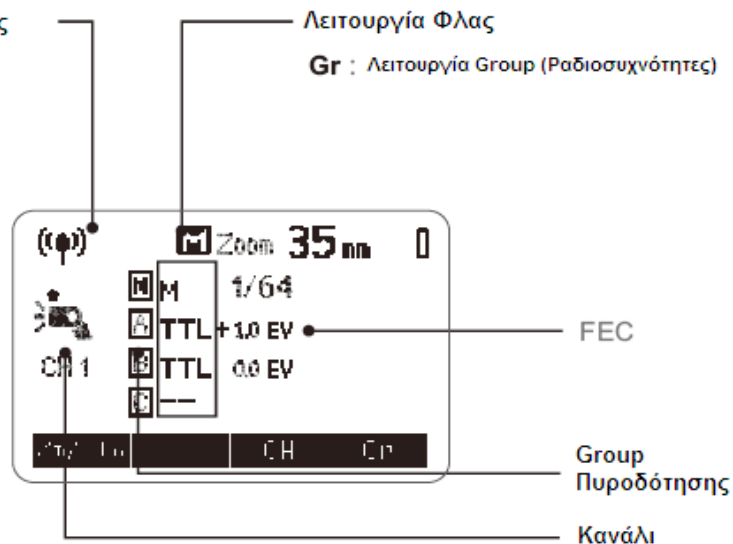 ς
Λειτουργία Φλας
Gr : Λειτουργία Group (Ραδιοσυχνότητες)
M Zoom 35 mm
M M 1/64
A TTL +1.0 EV
FEC
CH 1 B TTL 0.0 EV
C --
CH Gr
Group
Πυροδότησης
Κανάλι